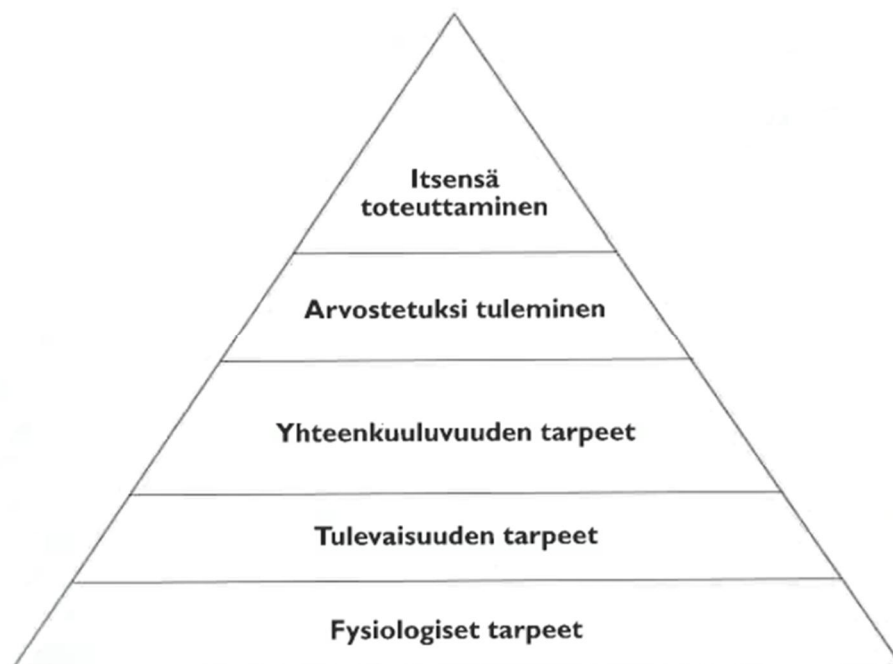 Itsensä
toteuttaminen
Arvostetuksi tuleminen
Yhteenkuuluvuuden tarpeet
Tulevaisuuden tarpeet
Fysiologiset tarpeet